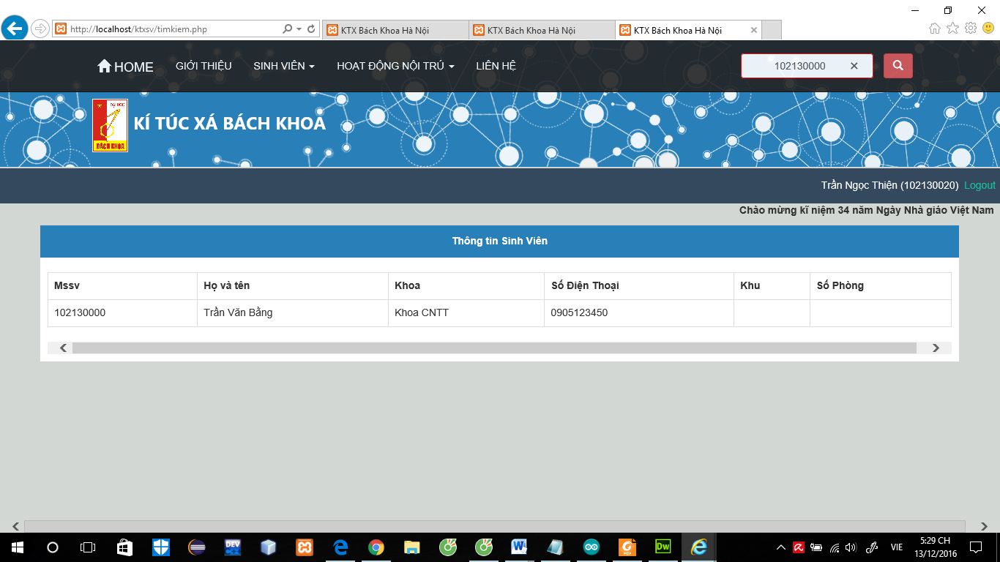 http://localhost/ktxsv/timkiem.php
KTX Bách Khoa Hà Nội
KTX Bách Khoa Hà Nội
KTX Bách Khoa Hà Nội
HOME
GIỚI THIỆU
SINH VIÊN
HOẠT ĐỘNG NỘI TRÚ
LIÊN HỆ
102130000
ĐẠI HỌC
BÁCH KHOA
KÍ TÚC XÁ BÁCH KHOA
Trần Ngọc Thiện (102130020) Logout
Chào mừng kĩ niệm 34 năm Ngày Nhà giáo Việt Nam
Thông tin Sinh Viên
Mssv Họ và tên Khoa Số Điện Thoại Khu Số Phòng
102130000 Trần Văn Bằng Khoa CNTT 0905123450
DEV
PDF
Dw
VIE
5:29 CH
13/12/2016